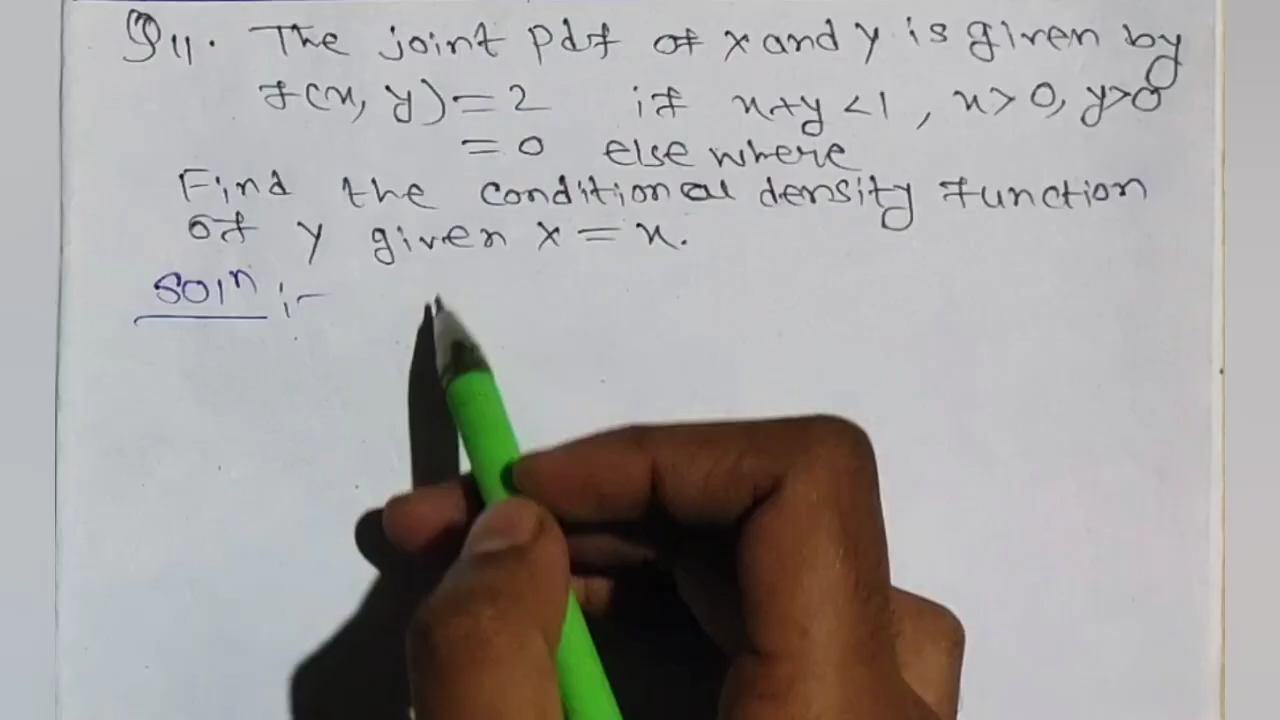 Q11. The joint pdf of X and Y is given by
f(x, y) = 2 if x+y <1, x> 0, y>0
= 0 else where
Find the conditional density function
of Y given X = x.
Solⁿ :-